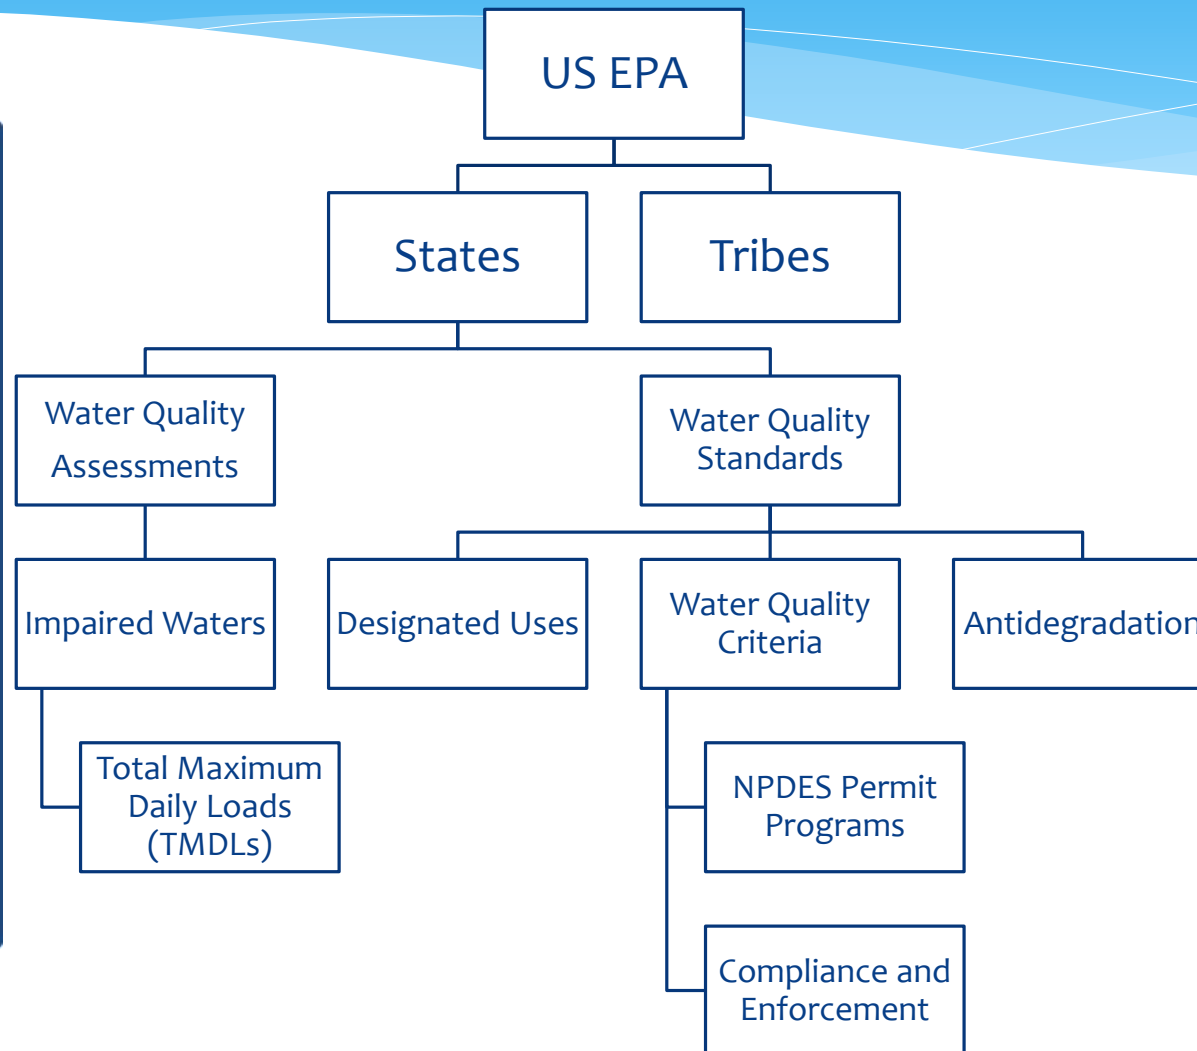 US EPA
States
Tribes
Water Quality
Assessments
Water Quality
Standards
Impaired Waters
Designated Uses
Water Quality
Criteria
Antidegradation
Total Maximum
Daily Loads
(TMDLs)
NPDES Permit
Programs
Compliance and
Enforcement